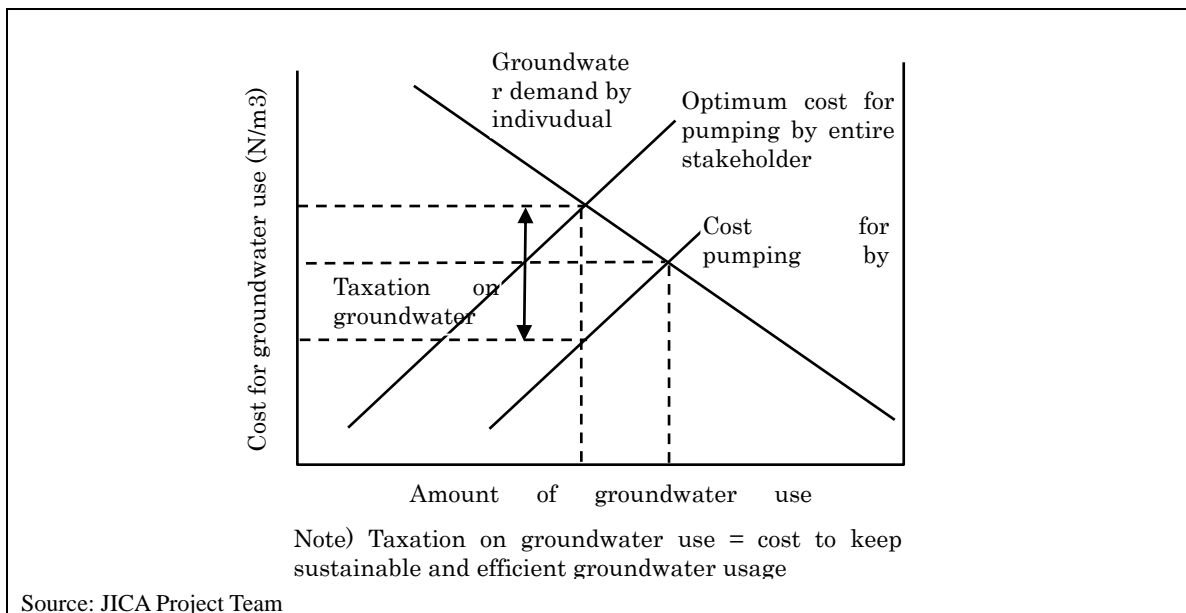 Groundwate
r demand by
indivudual
Optimum cost for
pumping by entire
stakeholder
Cost for
pumping by
Taxation on
groundwater
Cost for groundwater use (N/m3)
Amount of groundwater use
Note) Taxation on groundwater use = cost to keep
sustainable and efficient groundwater usage
Source: JICA Project Team